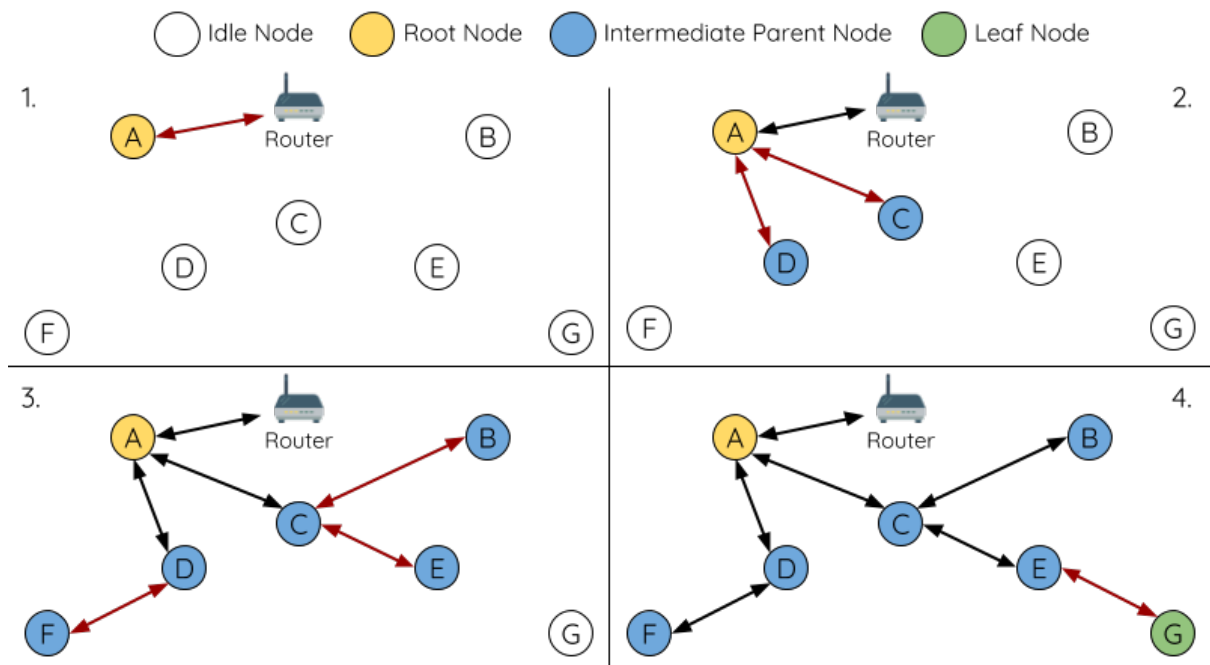 Idle Node
Root Node
Intermediate Parent Node
Leaf Node
1.
A
Router
B
C
D
E
F
G
2.
A
Router
B
C
D
E
F
G
3.
A
Router
B
C
D
E
F
G
4.
A
Router
B
C
D
E
F
G